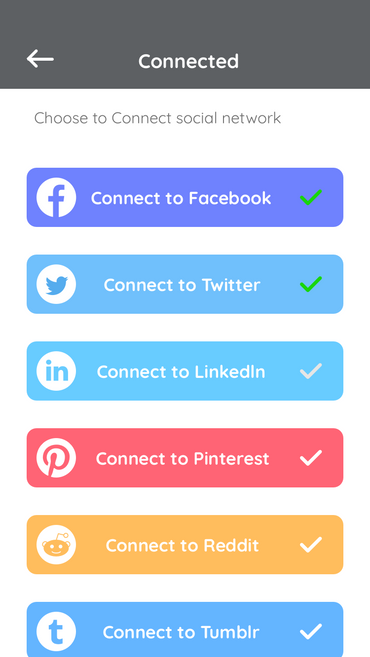 Connected
Choose to Connect social network
Connect to Facebook
Connect to Twitter
in Connect to LinkedIn
Connect to Pinterest
Connect to Reddit
t Connect to Tumblr